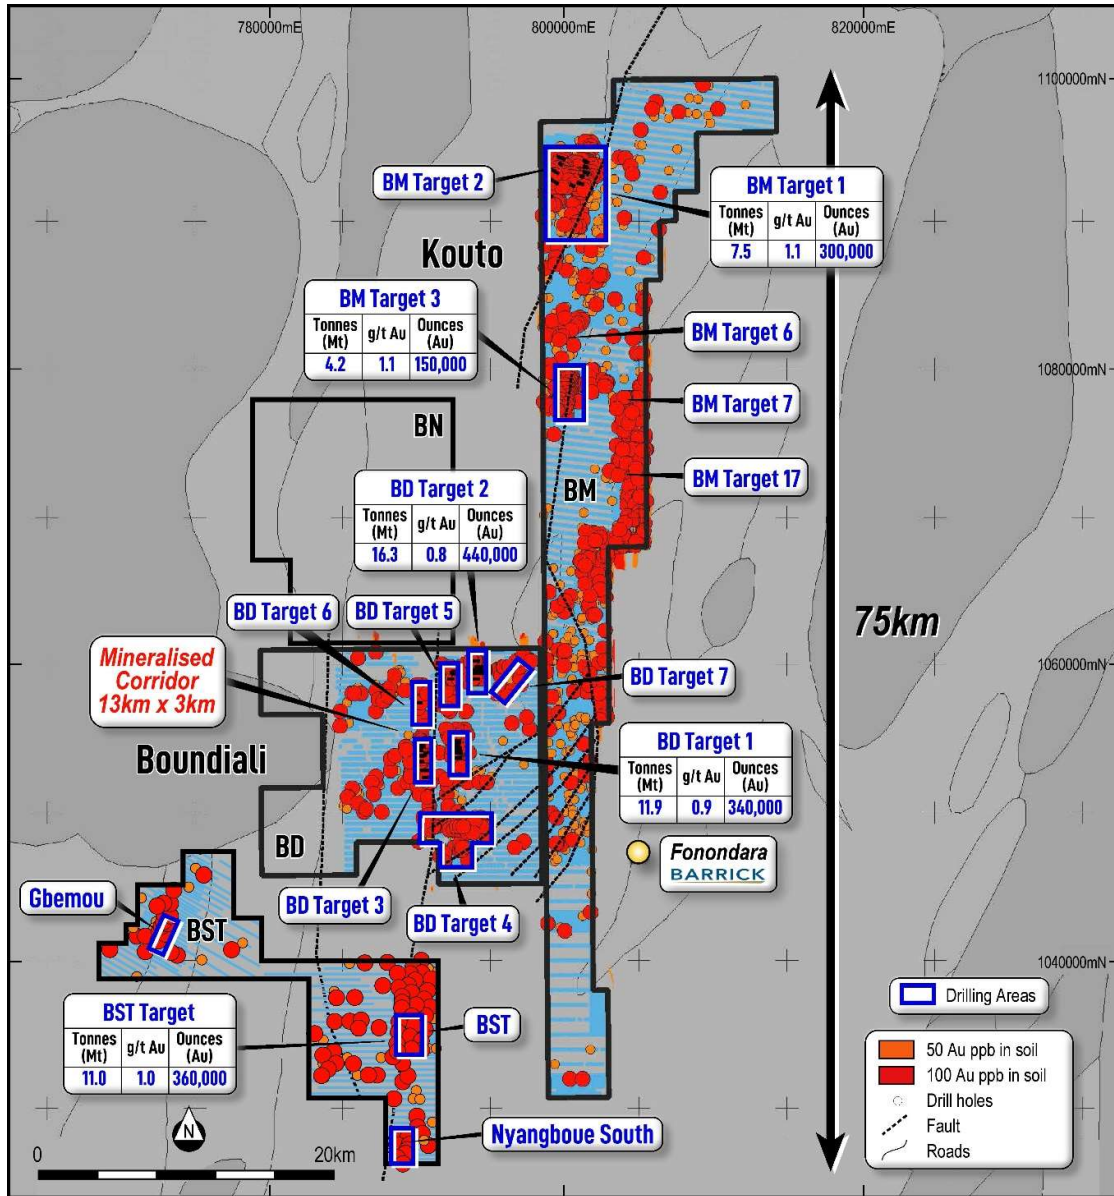 780000mE
800000mE
820000mE
1100000mN
BM Target 2
BM Target 1
Tonnes (Mt) g/t Au Ounces (Au)
7.5 1.1 300,000
Kouto
BM Target 3
Tonnes (Mt) g/t Au Ounces (Au)
4.2 1.1 150,000
BM Target 6
1080000mN
BM Target 7
BN
BM Target 17
BM
BD Target 2
Tonnes (Mt) g/t Au Ounces (Au)
16.3 0.8 440,000
BD Target 6
BD Target 5
75km
Mineralised
Corridor
13km x 3km
1060000mN
BD Target 7
Boundiali
BD Target 1
Tonnes (Mt) g/t Au Ounces (Au)
11.9 0.9 340,000
BD
Fonondara
BARRICK
Gbemou
BST
BD Target 3
BD Target 4
1040000mN
BST Target
Tonnes (Mt) g/t Au Ounces (Au)
11.0 1.0 360,000
BST
Nyangboue South
N
0 20km
Drilling Areas
50 Au ppb in soil
100 Au ppb in soil
Drill holes
Fault
Roads